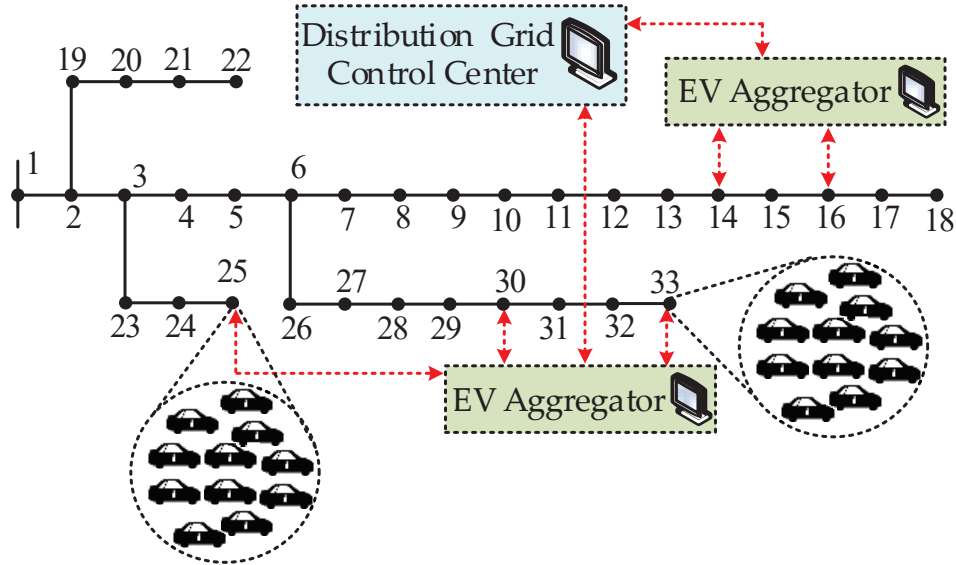 Distribution Grid
Control Center
EV Aggregator
19 20 21 22
1 3 6
2 4 5 7 8 9 10 11 12 13 14 15 16 17 18
25 27 30 33
23 24 26 28 29 31 32
EV Aggregator